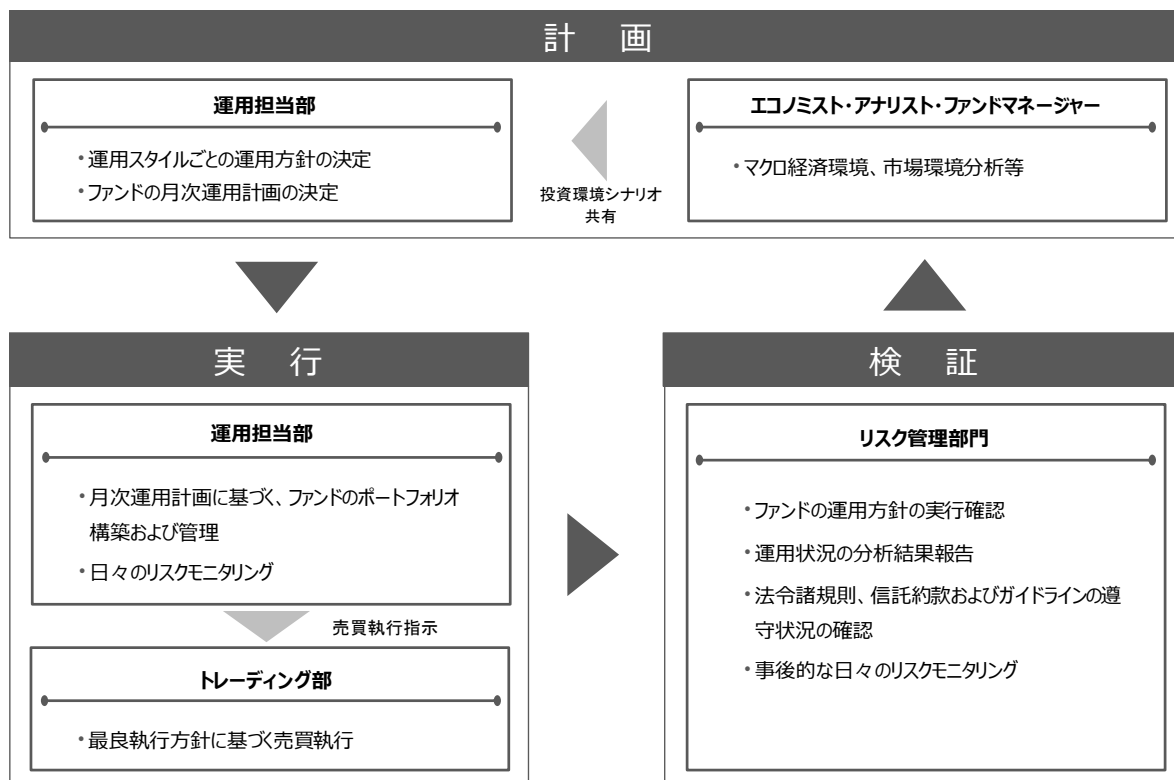 計 画
運用担当部
・運用スタイルごとの運用方針の決定
・ファンドの月次運用計画の決定
投資環境シナリオ
共有
エコノミスト・アナリスト・ファンドマネージャー
・マクロ経済環境、市場環境分析等
実 行
運用担当部
・月次運用計画に基づく、ファンドのポートフォリオ
構築および管理
・日々のリスクモニタリング
売買執行指示
トレーディング部
・最良執行方針に基づく売買執行
検 証
リスク管理部門
・ファンドの運用方針の実行確認
・運用状況の分析結果報告
・法令諸規則、信託約款およびガイドラインの遵
守状況の確認
・事後的な日々のリスクモニタリング